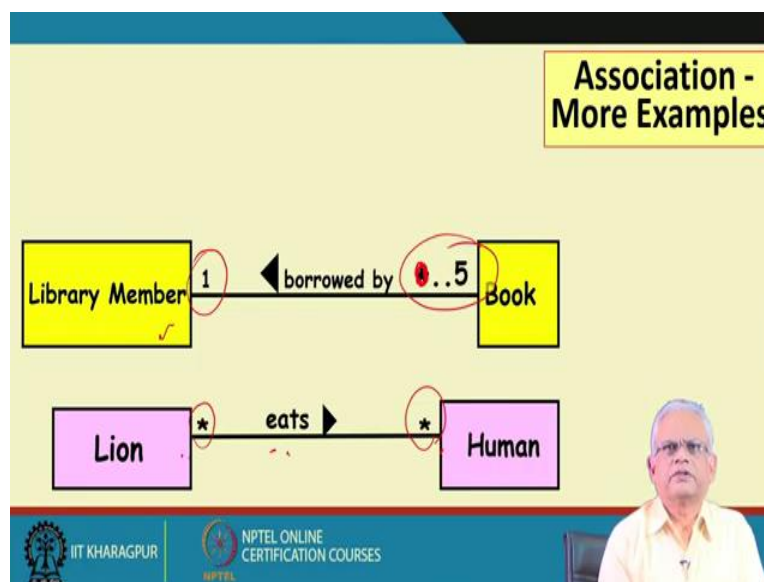 Association -
More Examples
Library Member
1
borrowed by
..5
Book
Lion
*
eats
*
Human
IIT KHARAGPUR
NPTEL ONLINE
CERTIFICATION COURSES
NPTEL